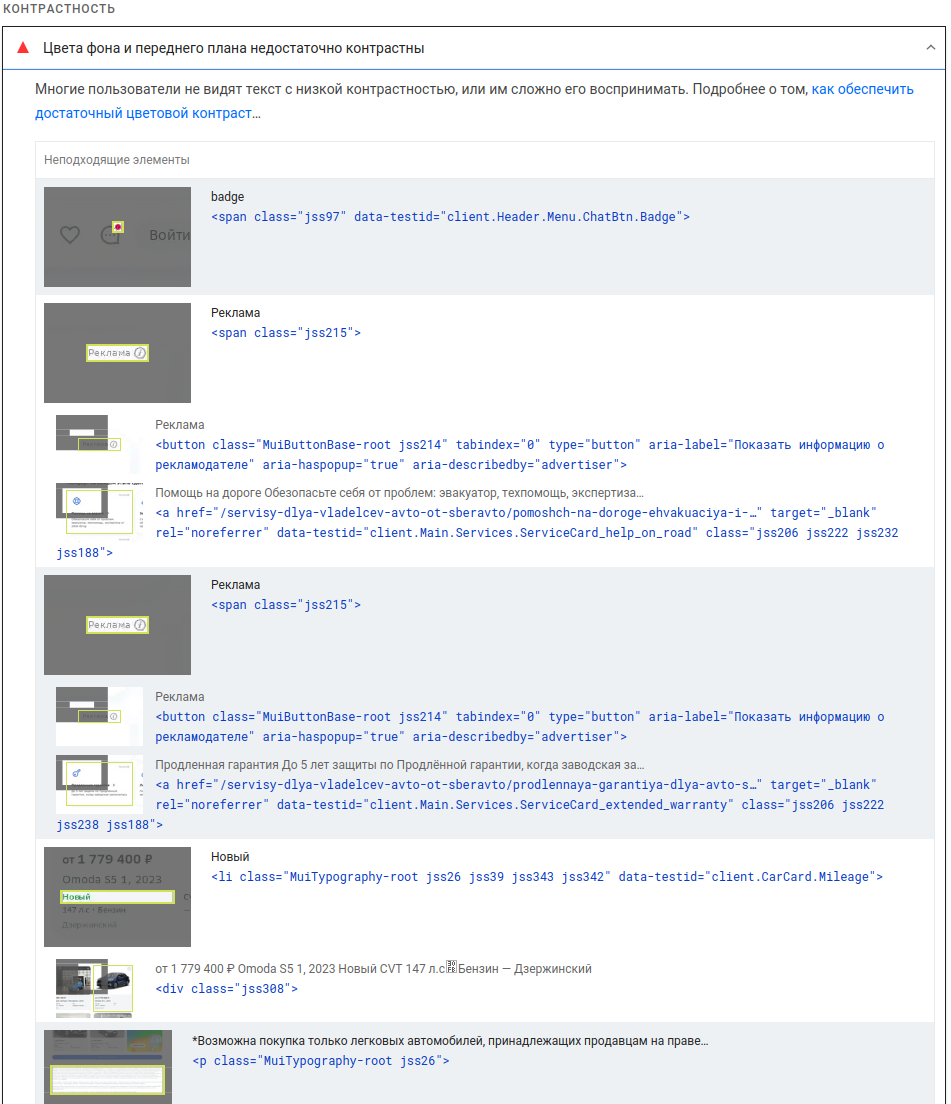 КОНТРАСТНОСТЬ
Цвета фона и переднего плана недостаточно контрастны
Многие пользователи не видят текст с низкой контрастностью, или им сложно его воспринимать. Подробнее о том, как обеспечить
достаточный цветовой контраст…
Неподходящие элементы
badge
<span class="jss97" data-testid="client.Header.Menu.ChatBtn.Badge">
Войти
Реклама
<span class="jss215">
Реклама
Реклама
<button class="MuiButtonBase-root jss214" tabindex="0" type="button" aria-label="Показать информацию о
рекламодателе" aria-haspopup="true" aria-describedby="advertiser">
Помощь на дороге Обезопасьте себя от проблем: эвакуатор, техпомощь, экспертиза…
<a href="/servisy-dlya-vladelcev-avto-ot-sberavto/pomoshch-na-doroge-ehvakuaciya-i-…" target="_blank"
rel="noreferrer" data-testid="client.Main.Services.ServiceCard_help_on_road" class="jss206 jss222 jss232
jss188">
Реклама
<span class="jss215">
Реклама
Реклама
<button class="MuiButtonBase-root jss214" tabindex="0" type="button" aria-label="Показать информацию о
рекламодателе" aria-haspopup="true" aria-describedby="advertiser">
Продленная гарантия До 5 лет защиты по Продлённой гарантии, когда заводская за…
<a href="/servisy-dlya-vladelcev-avto-ot-sberavto/prodlennaya-garantiya-dlya-avto-s…" target="_blank"
rel="noreferrer" data-testid="client.Main.Services.ServiceCard_extended_warranty" class="jss206 jss222
jss238 jss188">
от 1 779 400 ₽
Omoda S5 1, 2023
Новый
147 л.с • Бензин
Дзержинский
Новый
<li class="MuiTypography-root jss26 jss39 jss343 jss342" data-testid="client.CarCard.Mileage">
от 1 779 400 ₽ Omoda S5 1, 2023 Новый CVT 147 л.с Бензин — Дзержинский
<div class="jss308">
*Возможна покупка только легковых автомобилей, принадлежащих продавцам на праве…
<p class="MuiTypography-root jss26">